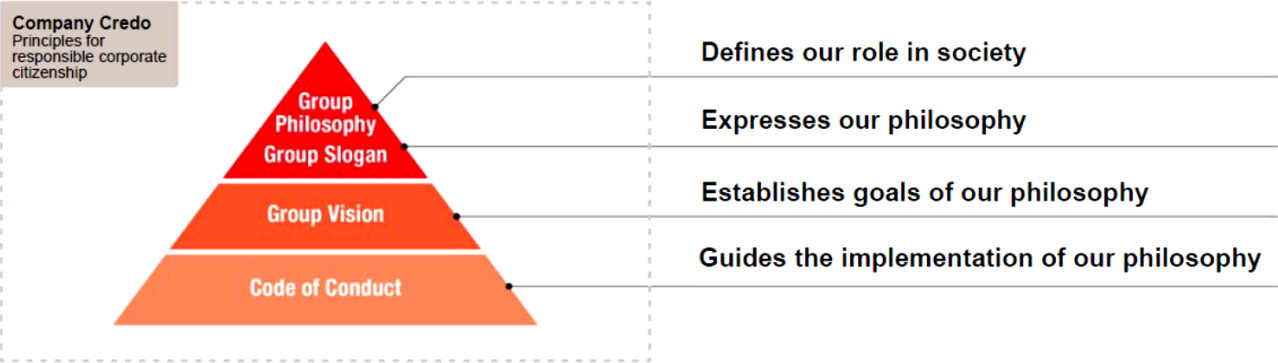 Company Credo
Principles for
responsible corporate
citizenship
Group
Philosophy
Group Slogan
Group Vision
Code of Conduct
Defines our role in society
Expresses our philosophy
Establishes goals of our philosophy
Guides the implementation of our philosophy